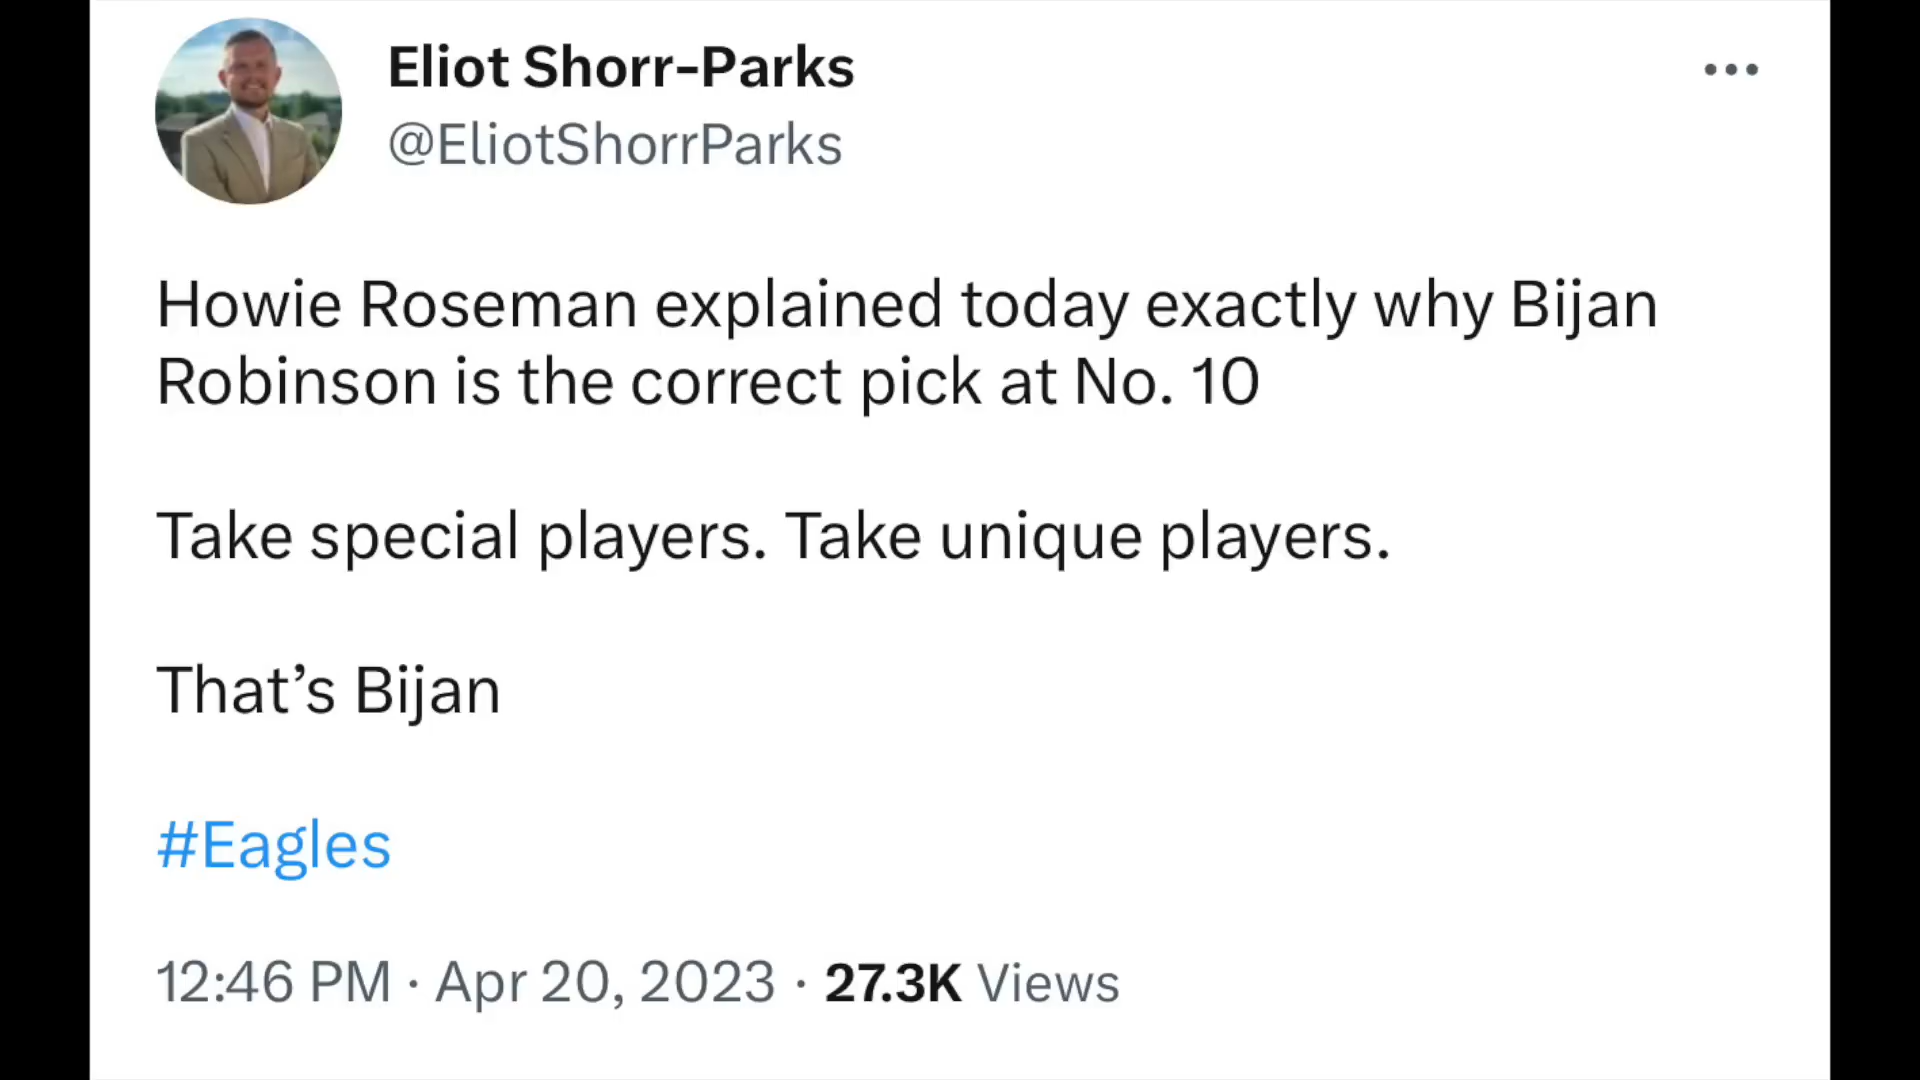 Eliot Shorr-Parks
@EliotShorrParks
Howie Roseman explained today exactly why Bijan
Robinson is the correct pick at No. 10
Take special players. Take unique players.
That’s Bijan
#Eagles
12:46 PM · Apr 20, 2023 · 27.3K Views